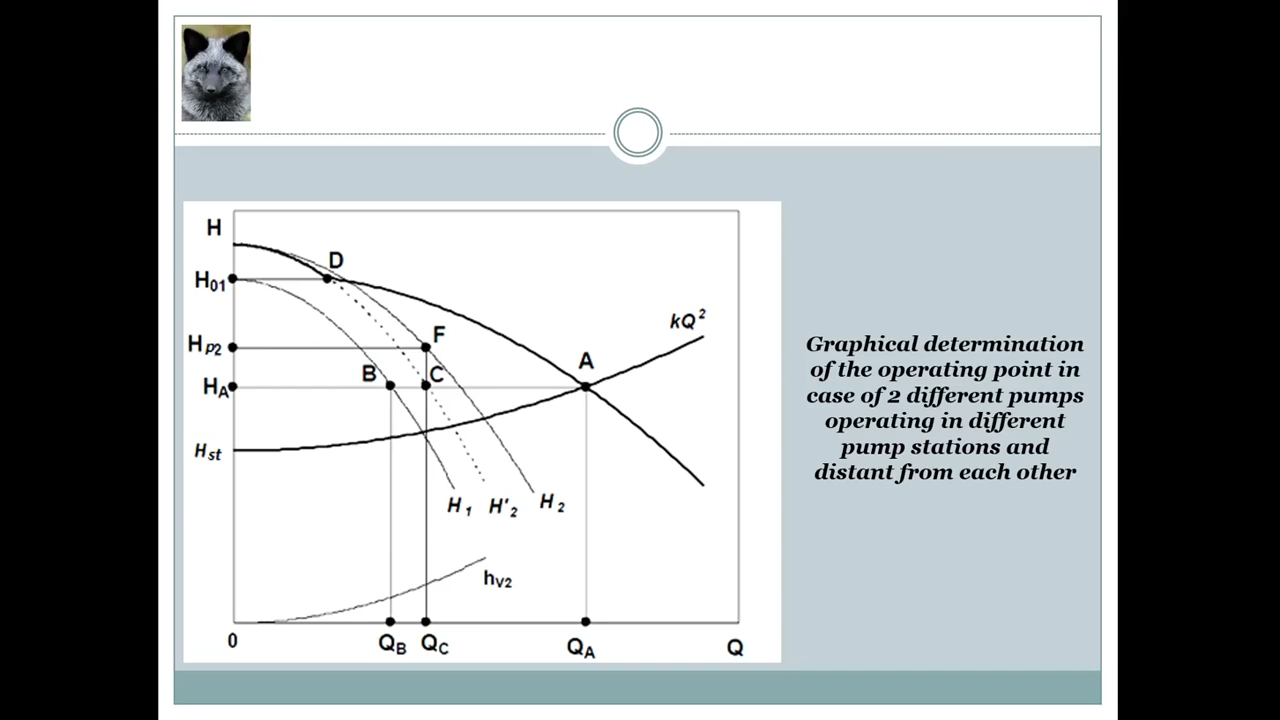 H
D
H01
kQ²
Hp2
F
A
B
C
HA
Hst
H1
H'2
H2
hV2
0
QB
QC
QA
Q
Graphical determination
of the operating point in
case of 2 different pumps
operating in different
pump stations and
distant from each other